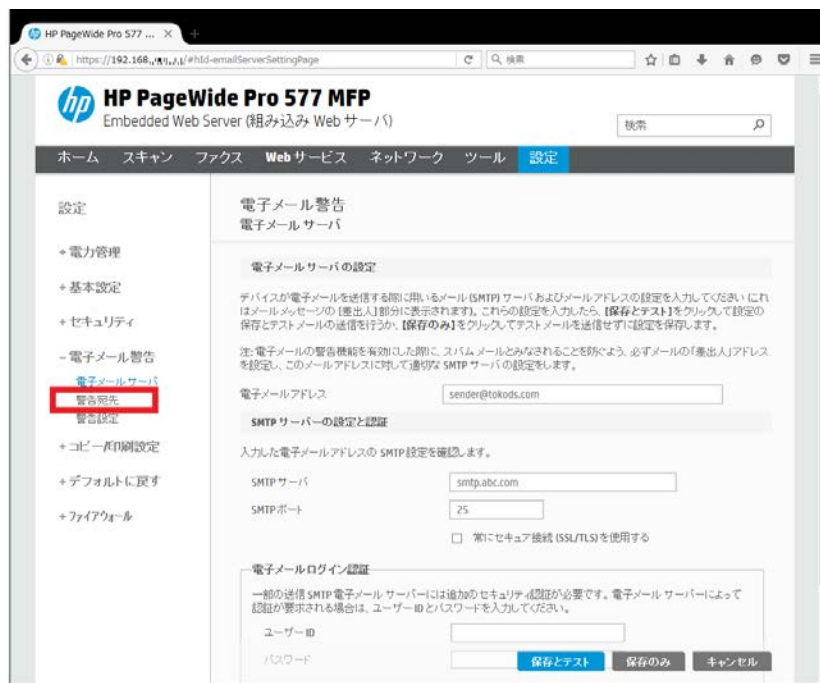 HP PageWide Pro 577 ...
https://192.168. /#hId-emailServerSettingPage
検索
hp
HP PageWide Pro 577 MFP
Embedded Web Server (組み込み Web サーバ)
検索
ホーム スキャン ファクス Web サービス ネットワーク ツール 設定
設定
+ 電力管理
+ 基本設定
+ セキュリティ
- 電子メール警告
電子メール サーバ
警告宛先
警告設定
+ コピー/印刷設定
+ デフォルトに戻す
+ ファイアウォール
電子メール警告
電子メール サーバ
電子メール サーバの設定
デバイスが電子メールを送信する際に用いるメール (SMTP) サーバおよびメールアドレスの設定を入力してください (これ
はメール メッセージの [差出人] 部分に表示されます)。これらの設定を入力したら、[保存とテスト] をクリックして設定の
保存とテスト メールの送信を行うか、[保存のみ] をクリックしてテスト メールを送信せずに設定を保存します。
注: 電子メールの警告機能を有効にした際に、スパム メールとみなされることを防ぐよう、必ずメールの「差出人」アドレス
を設定し、このメール アドレスに対して適切な SMTP サーバの設定をします。
電子メールアドレス
sender@tokods.com
SMTP サーバーの設定と認証
入力した電子メール アドレスの SMTP 設定を確認します。
SMTP サーバ
smtp.abc.com
SMTP ポート
25
常にセキュア接続 (SSL/TLS) を使用する
電子メール ログイン認証
一部の送信 SMTP 電子メール サーバーには追加のセキュリティ認証が必要です。電子メール サーバーによって
認証が要求される場合は、ユーザー ID とパスワードを入力してください。
ユーザー ID
パスワード
保存とテスト 保存のみ キャンセル